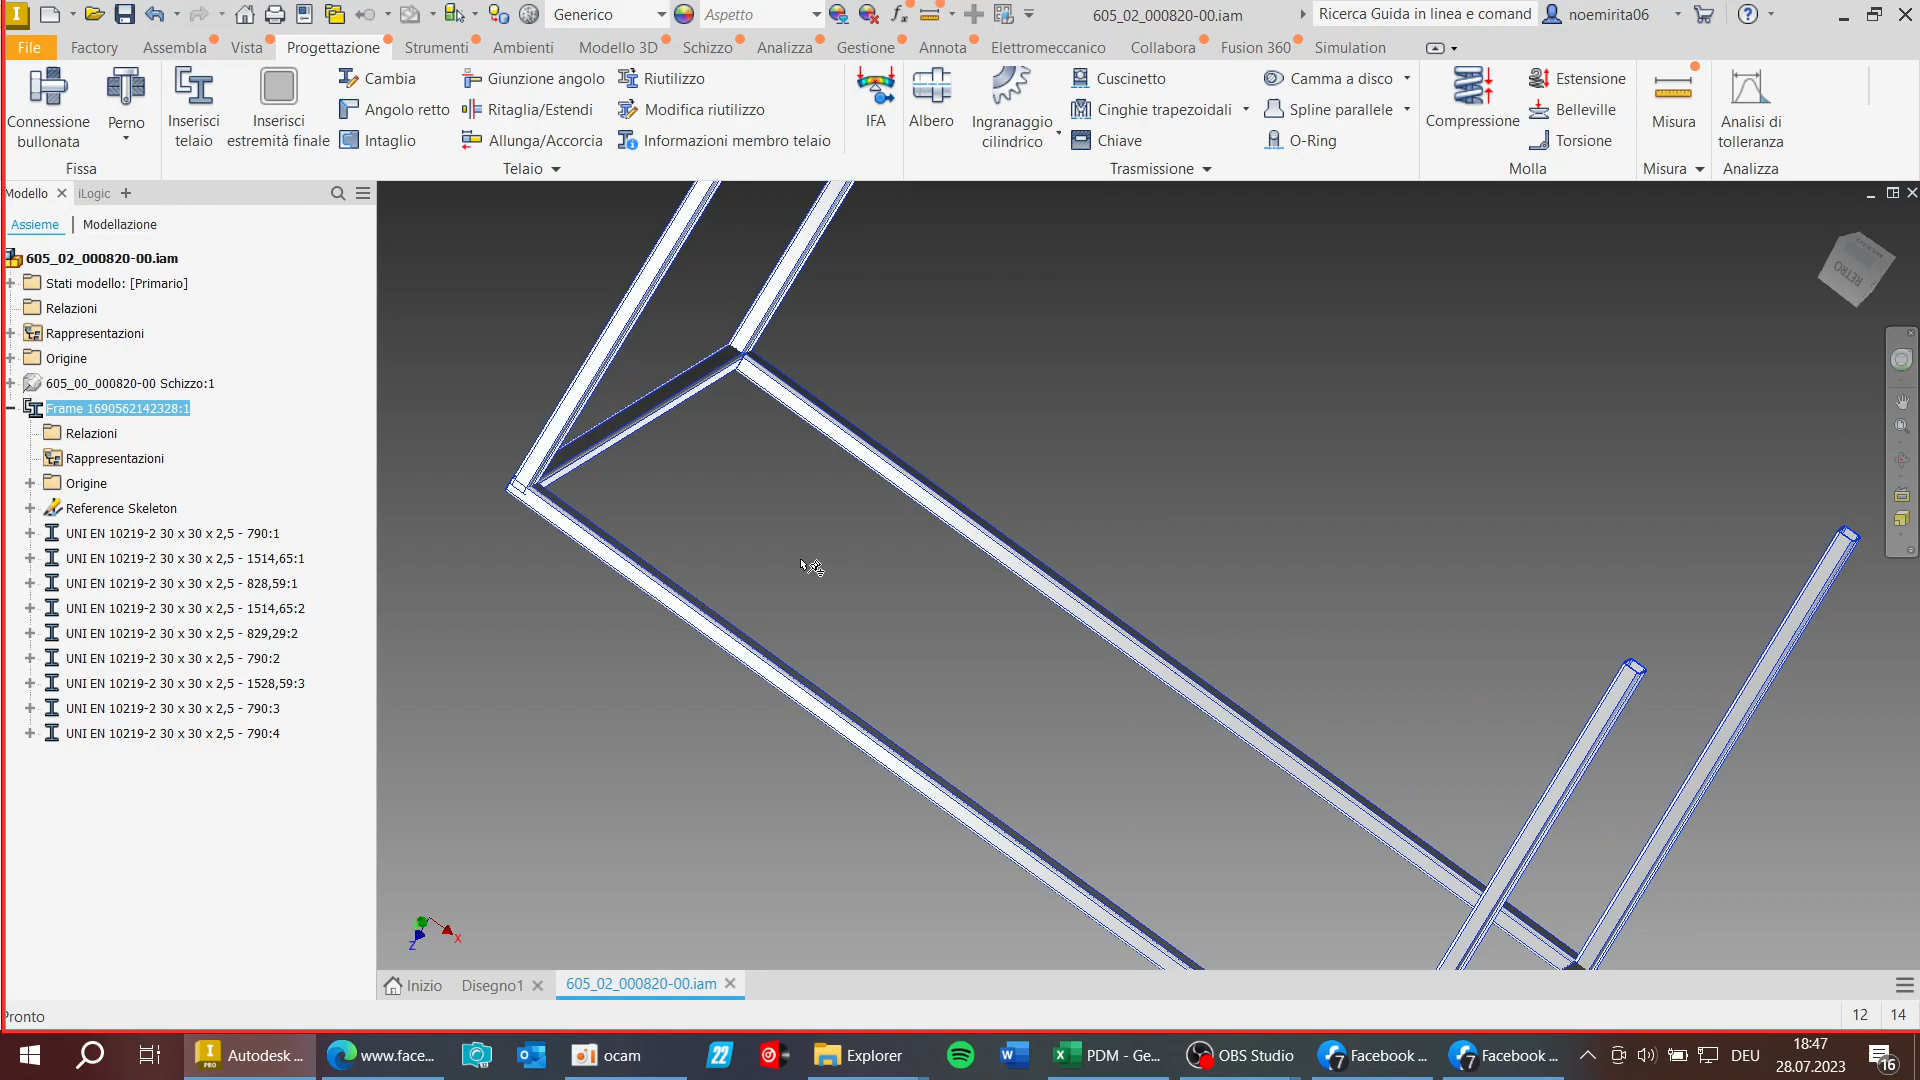 Generico
Aspetto
605_02_000820-00.iam
Ricerca Guida in linea e comand
noemirita06
File
Factory
Assembla
Vista
Progettazione
Strumenti
Ambienti
Modello 3D
Schizzo
Analizza
Gestione
Annota
Elettromeccanico
Collabora
Fusion 360
Simulation
Connessione bullonata
Perno
Inserisci telaio
Inserisci estremità finale
Cambia
Angolo retto
Intaglio
Giunzione angolo
Ritaglia/Estendi
Allunga/Accorcia
Riutilizzo
Modifica riutilizzo
Informazioni membro telaio
IFA
Albero
Ingranaggio cilindrico
Cuscinetto
Cinghie trapezoidali
Chiave
Camma a disco
Spline parallele
O-Ring
Compressione
Estensione
Belleville
Torsione
Misura
Analisi di tolleranza
Fissa
Telaio
Trasmissione
Molla
Misura
Analizza
Modello
iLogic
Assieme
Modellazione
605_02_000820-00.iam
Stati modello: [Primario]
Relazioni
Rappresentazioni
Origine
605_00_000820-00 Schizzo:1
Frame 1690562142328:1
Relazioni
Rappresentazioni
Origine
Reference Skeleton
UNI EN 10219-2 30 x 30 x 2,5 - 790:1
UNI EN 10219-2 30 x 30 x 2,5 - 1514,65:1
UNI EN 10219-2 30 x 30 x 2,5 - 828,59:1
UNI EN 10219-2 30 x 30 x 2,5 - 1514,65:2
UNI EN 10219-2 30 x 30 x 2,5 - 829,29:2
UNI EN 10219-2 30 x 30 x 2,5 - 790:2
UNI EN 10219-2 30 x 30 x 2,5 - 1528,59:3
UNI EN 10219-2 30 x 30 x 2,5 - 790:3
UNI EN 10219-2 30 x 30 x 2,5 - 790:4
RETRO
X
Z
Inizio
Disegno1
605_02_000820-00.iam
Pronto
12
14
Autodesk ...
www.face...
ocam
22
Explorer
PDM - Ge...
OBS Studio
Facebook ...
Facebook ...
DEU
18:47
28.07.2023
16